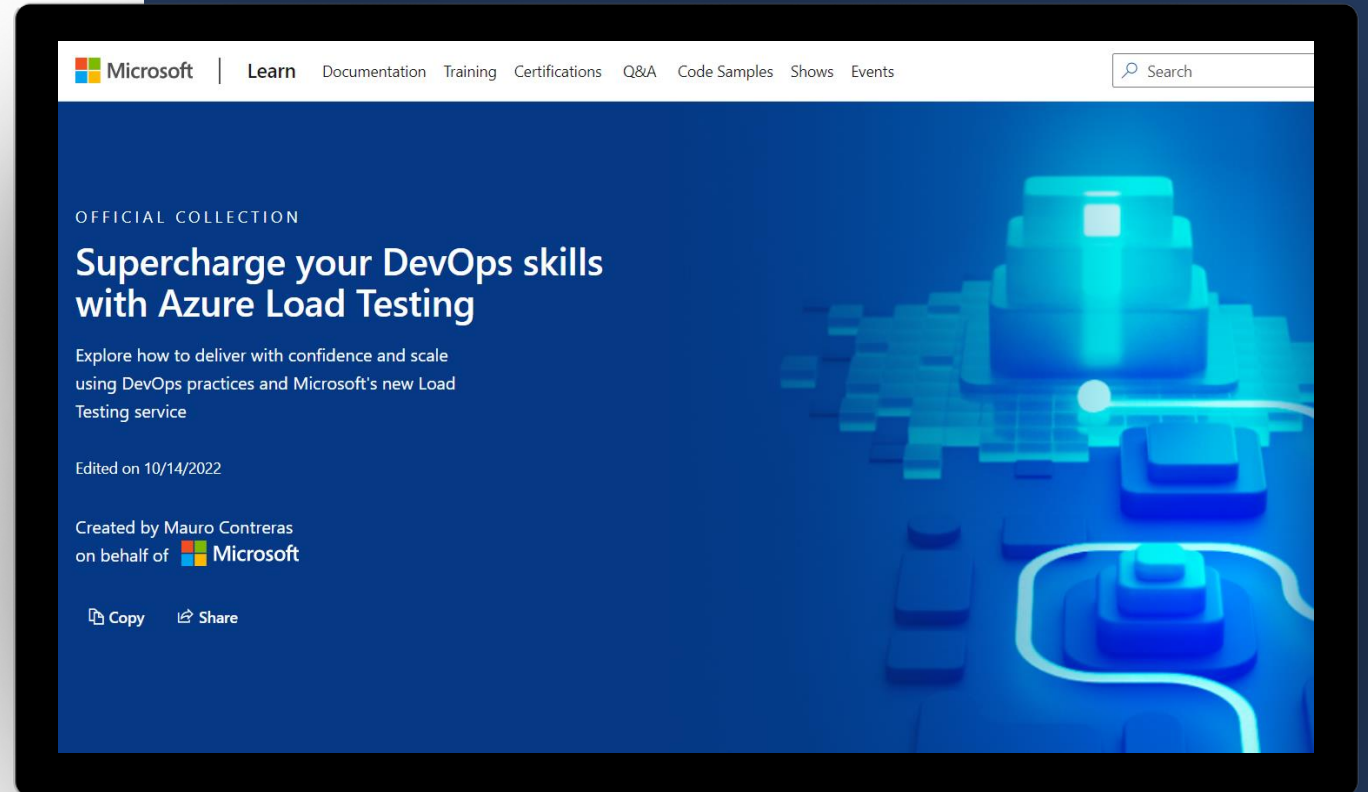 Microsoft | Learn Documentation Training Certifications Q&A Code Samples Shows Events Search
OFFICIAL COLLECTION
Supercharge your DevOps skills
with Azure Load Testing
Explore how to deliver with confidence and scale
using DevOps practices and Microsoft's new Load
Testing service
Edited on 10/14/2022
Created by Mauro Contreras
on behalf of Microsoft
Copy Share